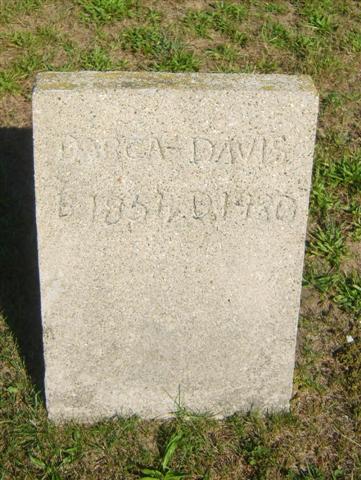 DORCA DAVIS
B 1851, D. 1930